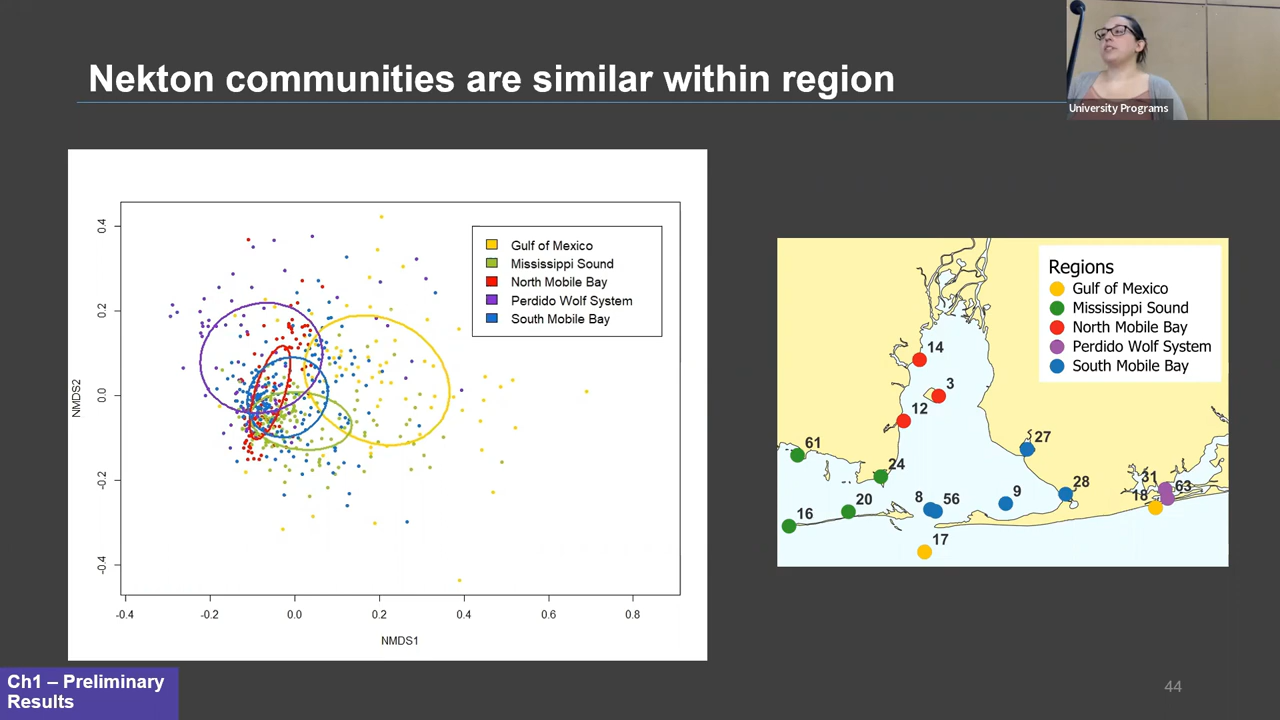 Nekton communities are similar within region
University Programs
Gulf of Mexico
Mississippi Sound
North Mobile Bay
Perdido Wolf System
South Mobile Bay
0.4
0.2
0.0
-0.2
-0.4
NMDS2
-0.4
-0.2
0.0
0.2
0.4
0.6
0.8
NMDS1
Regions
Gulf of Mexico
Mississippi Sound
North Mobile Bay
Perdido Wolf System
South Mobile Bay
14
3
12
61
24
27
20
8
56
9
28
31
63
18
16
17
Ch1 – Preliminary
Results
44